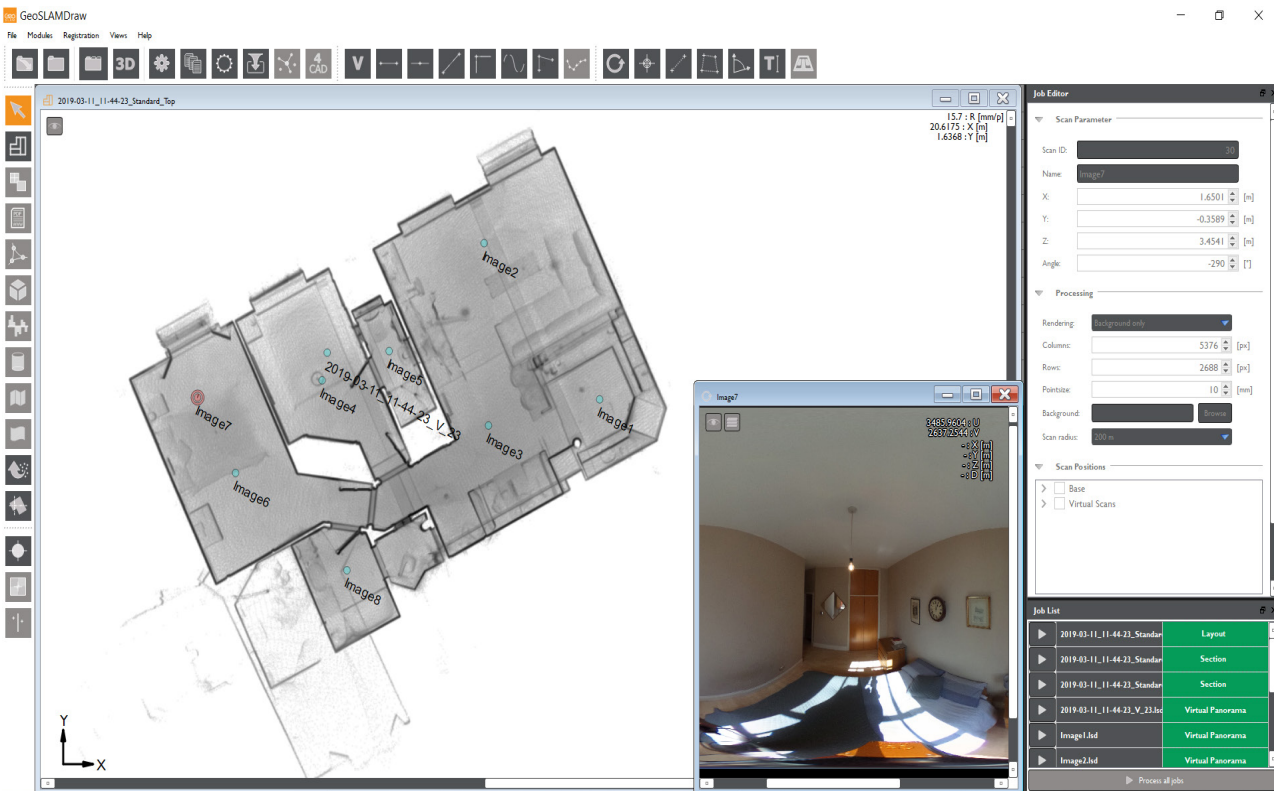 GeoSLAMDraw
File Modules Registration Views Help
3D
4
CAD
V
T
2019-03-11_11-44-23_Standard_Top
15.7 : R [mm/p]
20.6175 : X [m]
1.6368 : Y [m]
Image2
Image5
2019-03-11_11-44-23_V_23
Image4
Image7
Image1
Image3
Image6
Image8
Y
X
Image7
3485.9604 : U
2637.2544 : V
- : X [m]
- : Y [m]
- : Z [m]
- : D [m]
Job Editor
Scan Parameter
Scan ID: 30
Name: Image7
X: 1.6501 [m]
Y: -0.3589 [m]
Z: 3.4541 [m]
Angle: -290 [°]
Processing
Rendering: Background only
Columns: 5376 [px]
Rows: 2688 [px]
Pointsize: 10 [mm]
Background: Browse
Scan radius: 200 m
Scan Positions
Base
Virtual Scans
Job List
2019-03-11_11-44-23_Standar Layout
2019-03-11_11-44-23_Standar Section
2019-03-11_11-44-23_Standar Section
2019-03-11_11-44-23_V_23.lsd Virtual Panorama
Image1.lsd Virtual Panorama
Image2.lsd Virtual Panorama
Process all jobs